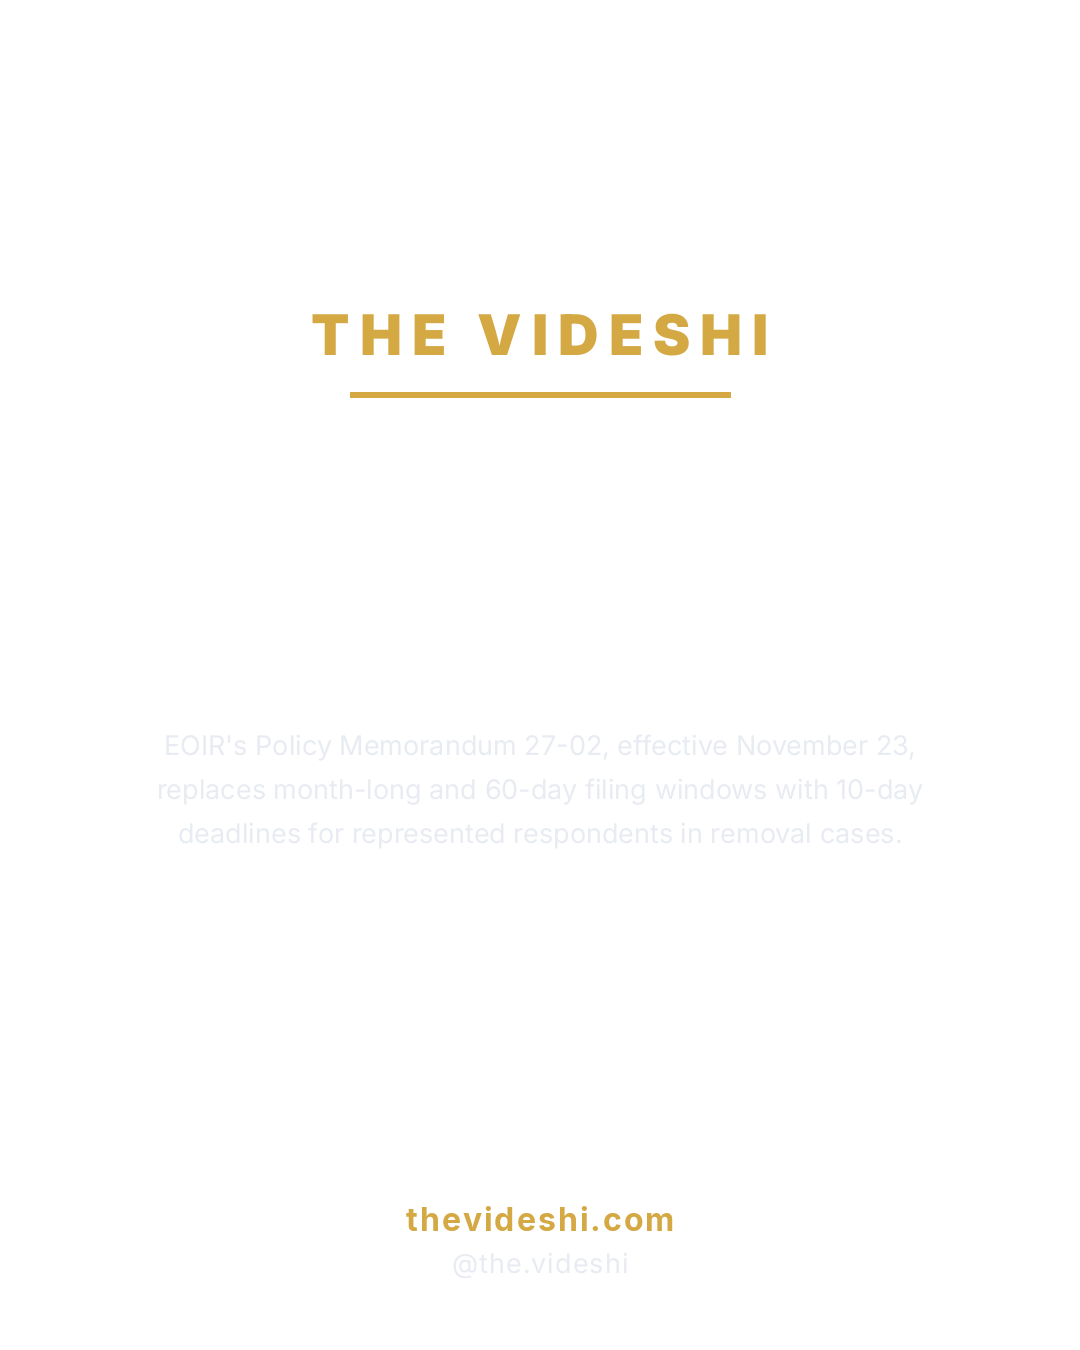 THE VIDESHI
EOIR's Policy Memorandum 27-02, effective November 23,
replaces month-long and 60-day filing windows with 10-day
deadlines for represented respondents in removal cases.
thevideshi.com
@the.videshi